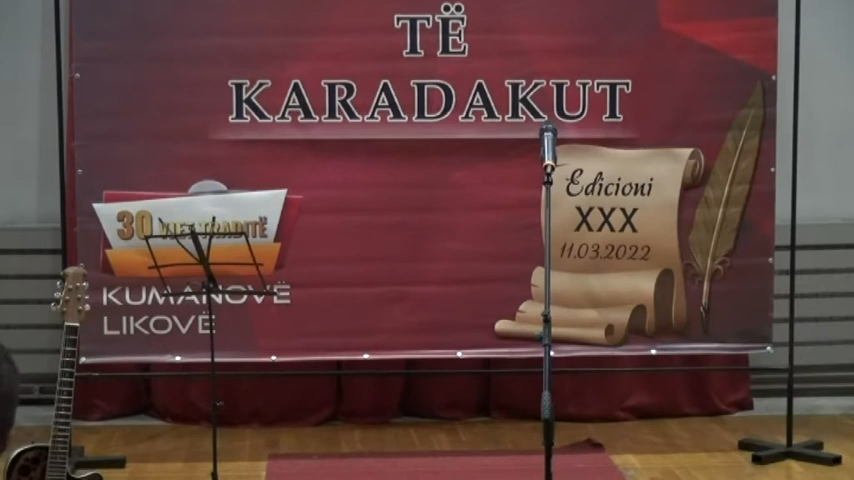 TË
KARADAKUT
30 VJET TRADITË
KUMANOVË
LIKOVË
Edicioni
XXX
11.03.2022